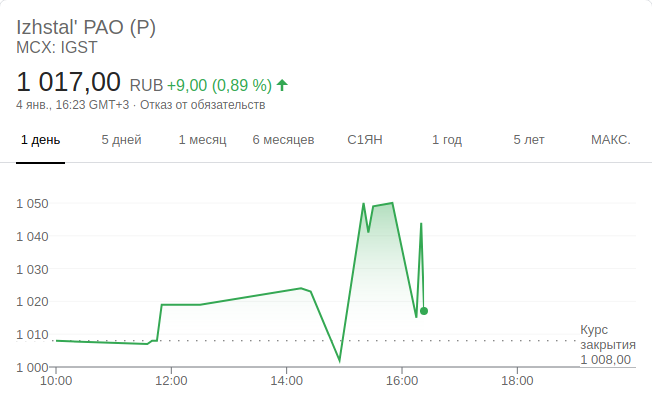 Izhstal' PAO (P)
MCX: IGST
1 017,00 RUB +9,00 (0,89 %)
4 янв., 16:23 GMT+3 · Отказ от обязательств
1 день 5 дней 1 месяц 6 месяцев С1ЯН 1 год 5 лет МАКС.
1 050
1 040
1 030
1 020
1 010
Курс
закрытия
1 008,00
1 000
10:00 12:00 14:00 16:00 18:00